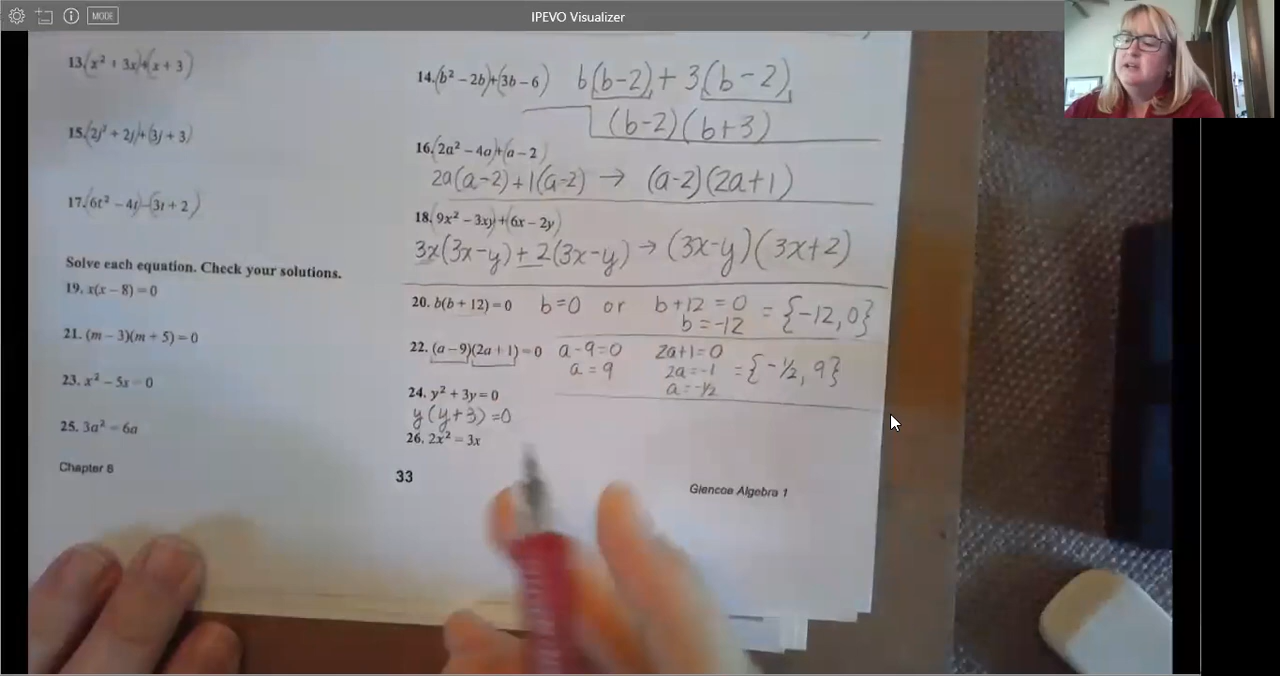 IPEVO Visualizer
MODE
13. (x² + 3x)+(x + 3)
15. (2j² + 2j)+(3j + 3)
17. (6t² – 4t)–(3t + 2)
Solve each equation. Check your solutions.
19. x(x – 8) = 0
21. (m – 3)(m + 5) = 0
23. x² – 5x = 0
25. 3a² = 6a
Chapter 8
14. (b² – 2b)+(3b – 6) b(b-2) + 3(b-2)
(b-2)(b+3)
16. (2a² – 4a)+(a – 2)
2a(a-2)+1(a-2) → (a-2)(2a+1)
18. (9x² – 3xy)+(6x – 2y)
3x(3x-y)+2(3x-y) → (3x-y)(3x+2)
20. b(b + 12) = 0 b=0 or b+12 = 0 = {-12, 0}
b = -12
22. (a – 9)(2a + 1) = 0 a-9=0 2a+1=0
a = 9 2a = -1 = {-½, 9}
a = -½
24. y² + 3y = 0
y(y+3) = 0
26. 2x² = 3x
33
Glencoe Algebra 1